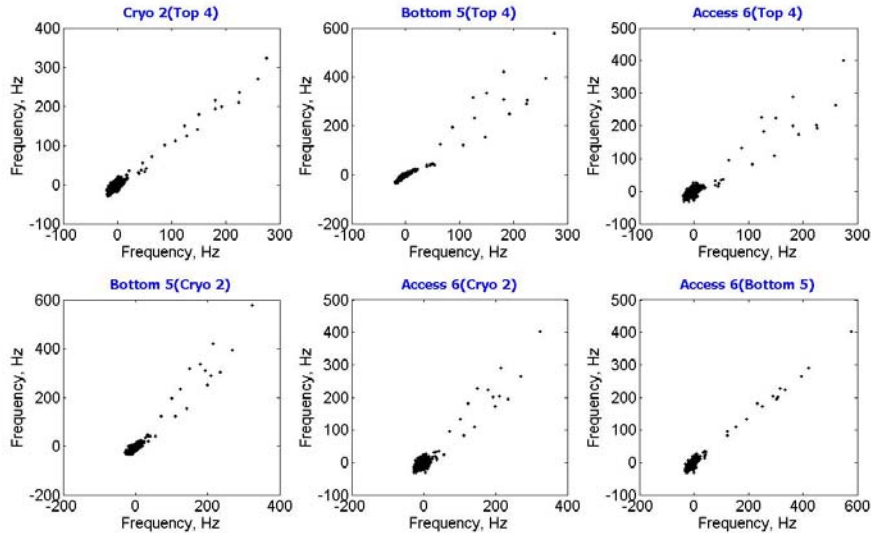 Cryo 2(Top 4)
Bottom 5(Top 4)
Access 6(Top 4)
Frequency, Hz
400
300
200
100
0
-100
-100 0 100 200 300
Frequency, Hz
Frequency, Hz
600
400
200
0
-200
-100 0 100 200 300
Frequency, Hz
Frequency, Hz
500
400
300
200
100
0
-100
-100 0 100 200 300
Frequency, Hz
Bottom 5(Cryo 2)
Access 6(Cryo 2)
Access 6(Bottom 5)
Frequency, Hz
600
400
200
0
-200
-200 0 200 400
Frequency, Hz
Frequency, Hz
500
400
300
200
100
0
-100
-200 0 200 400
Frequency, Hz
Frequency, Hz
500
400
300
200
100
0
-100
-200 0 200 400 600
Frequency, Hz